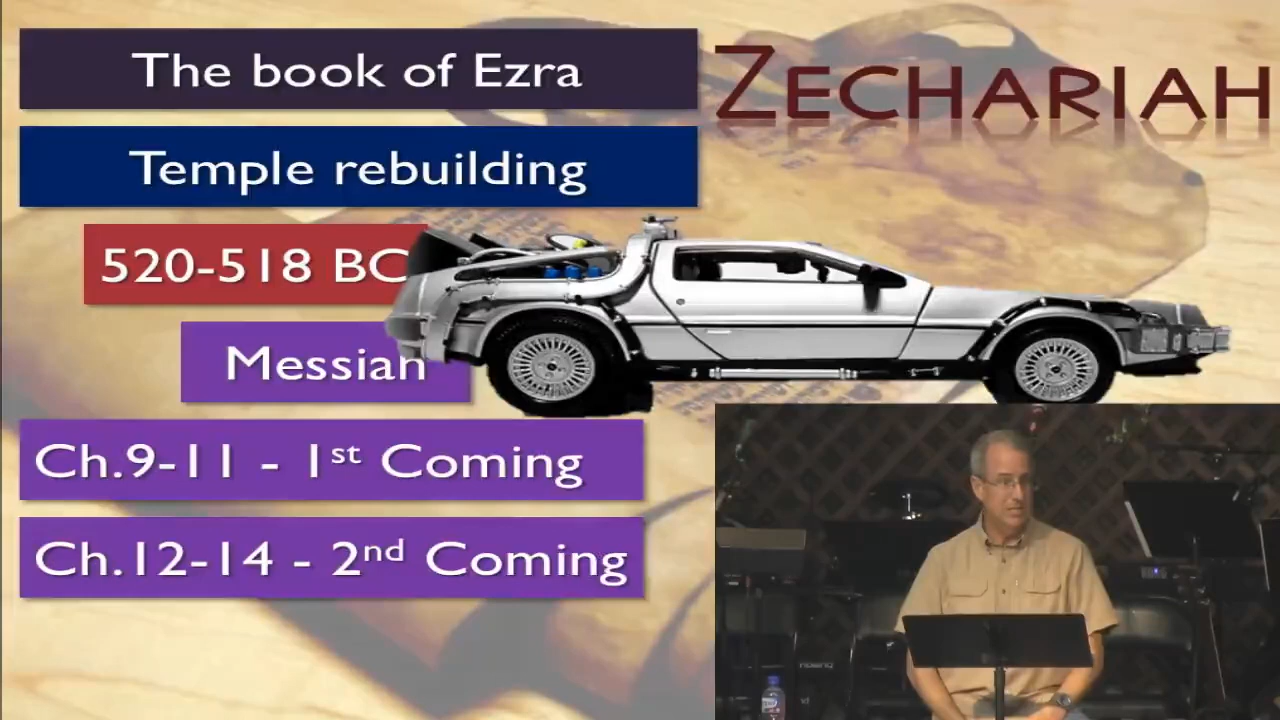 The book of Ezra
ZECHARIAH
Temple rebuilding
520-518 BC
Messiah
Ch.9-11 - 1st Coming
Ch.12-14 - 2nd Coming